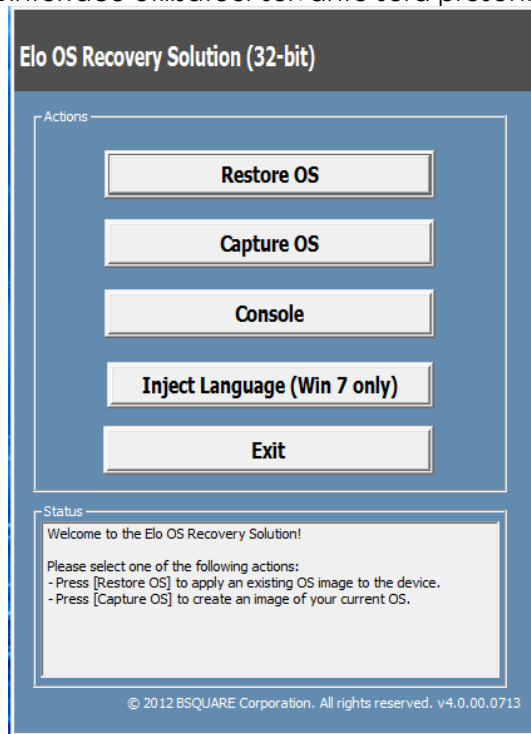 Elo OS Recovery Solution (32-bit)
Actions
Restore OS
Capture OS
Console
Inject Language (Win 7 only)
Exit
Status
Welcome to the Elo OS Recovery Solution!
Please select one of the following actions:
- Press [Restore OS] to apply an existing OS image to the device.
- Press [Capture OS] to create an image of your current OS.
© 2012 BSQUARE Corporation. All rights reserved. v4.0.00.0713